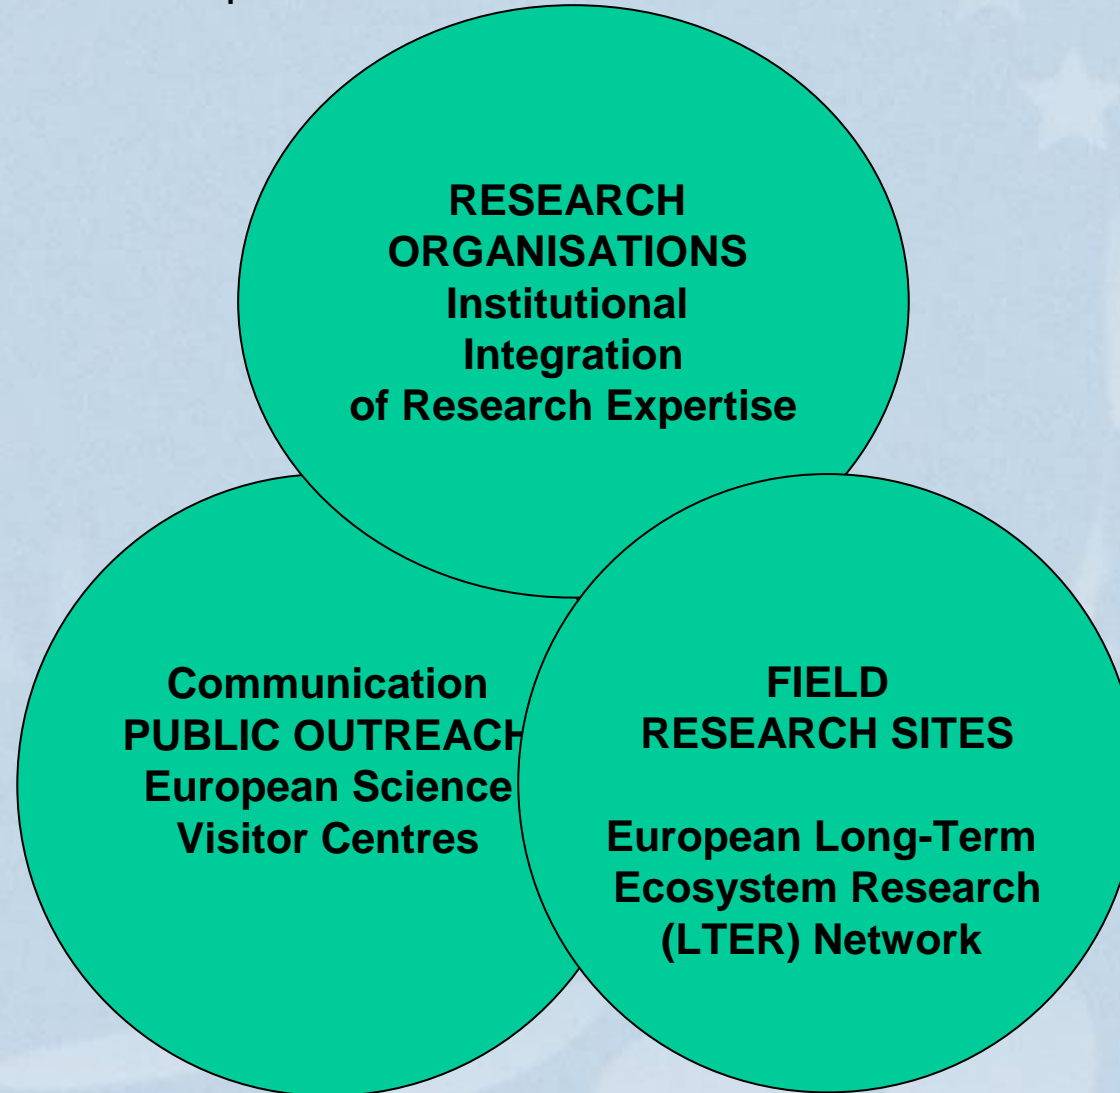 RESEARCH
ORGANISATIONS
Institutional
Integration
of Research Expertise
Communication
PUBLIC OUTREACH
European Science
Visitor Centres
FIELD
RESEARCH SITES
European Long-Term
Ecosystem Research
(LTER) Network